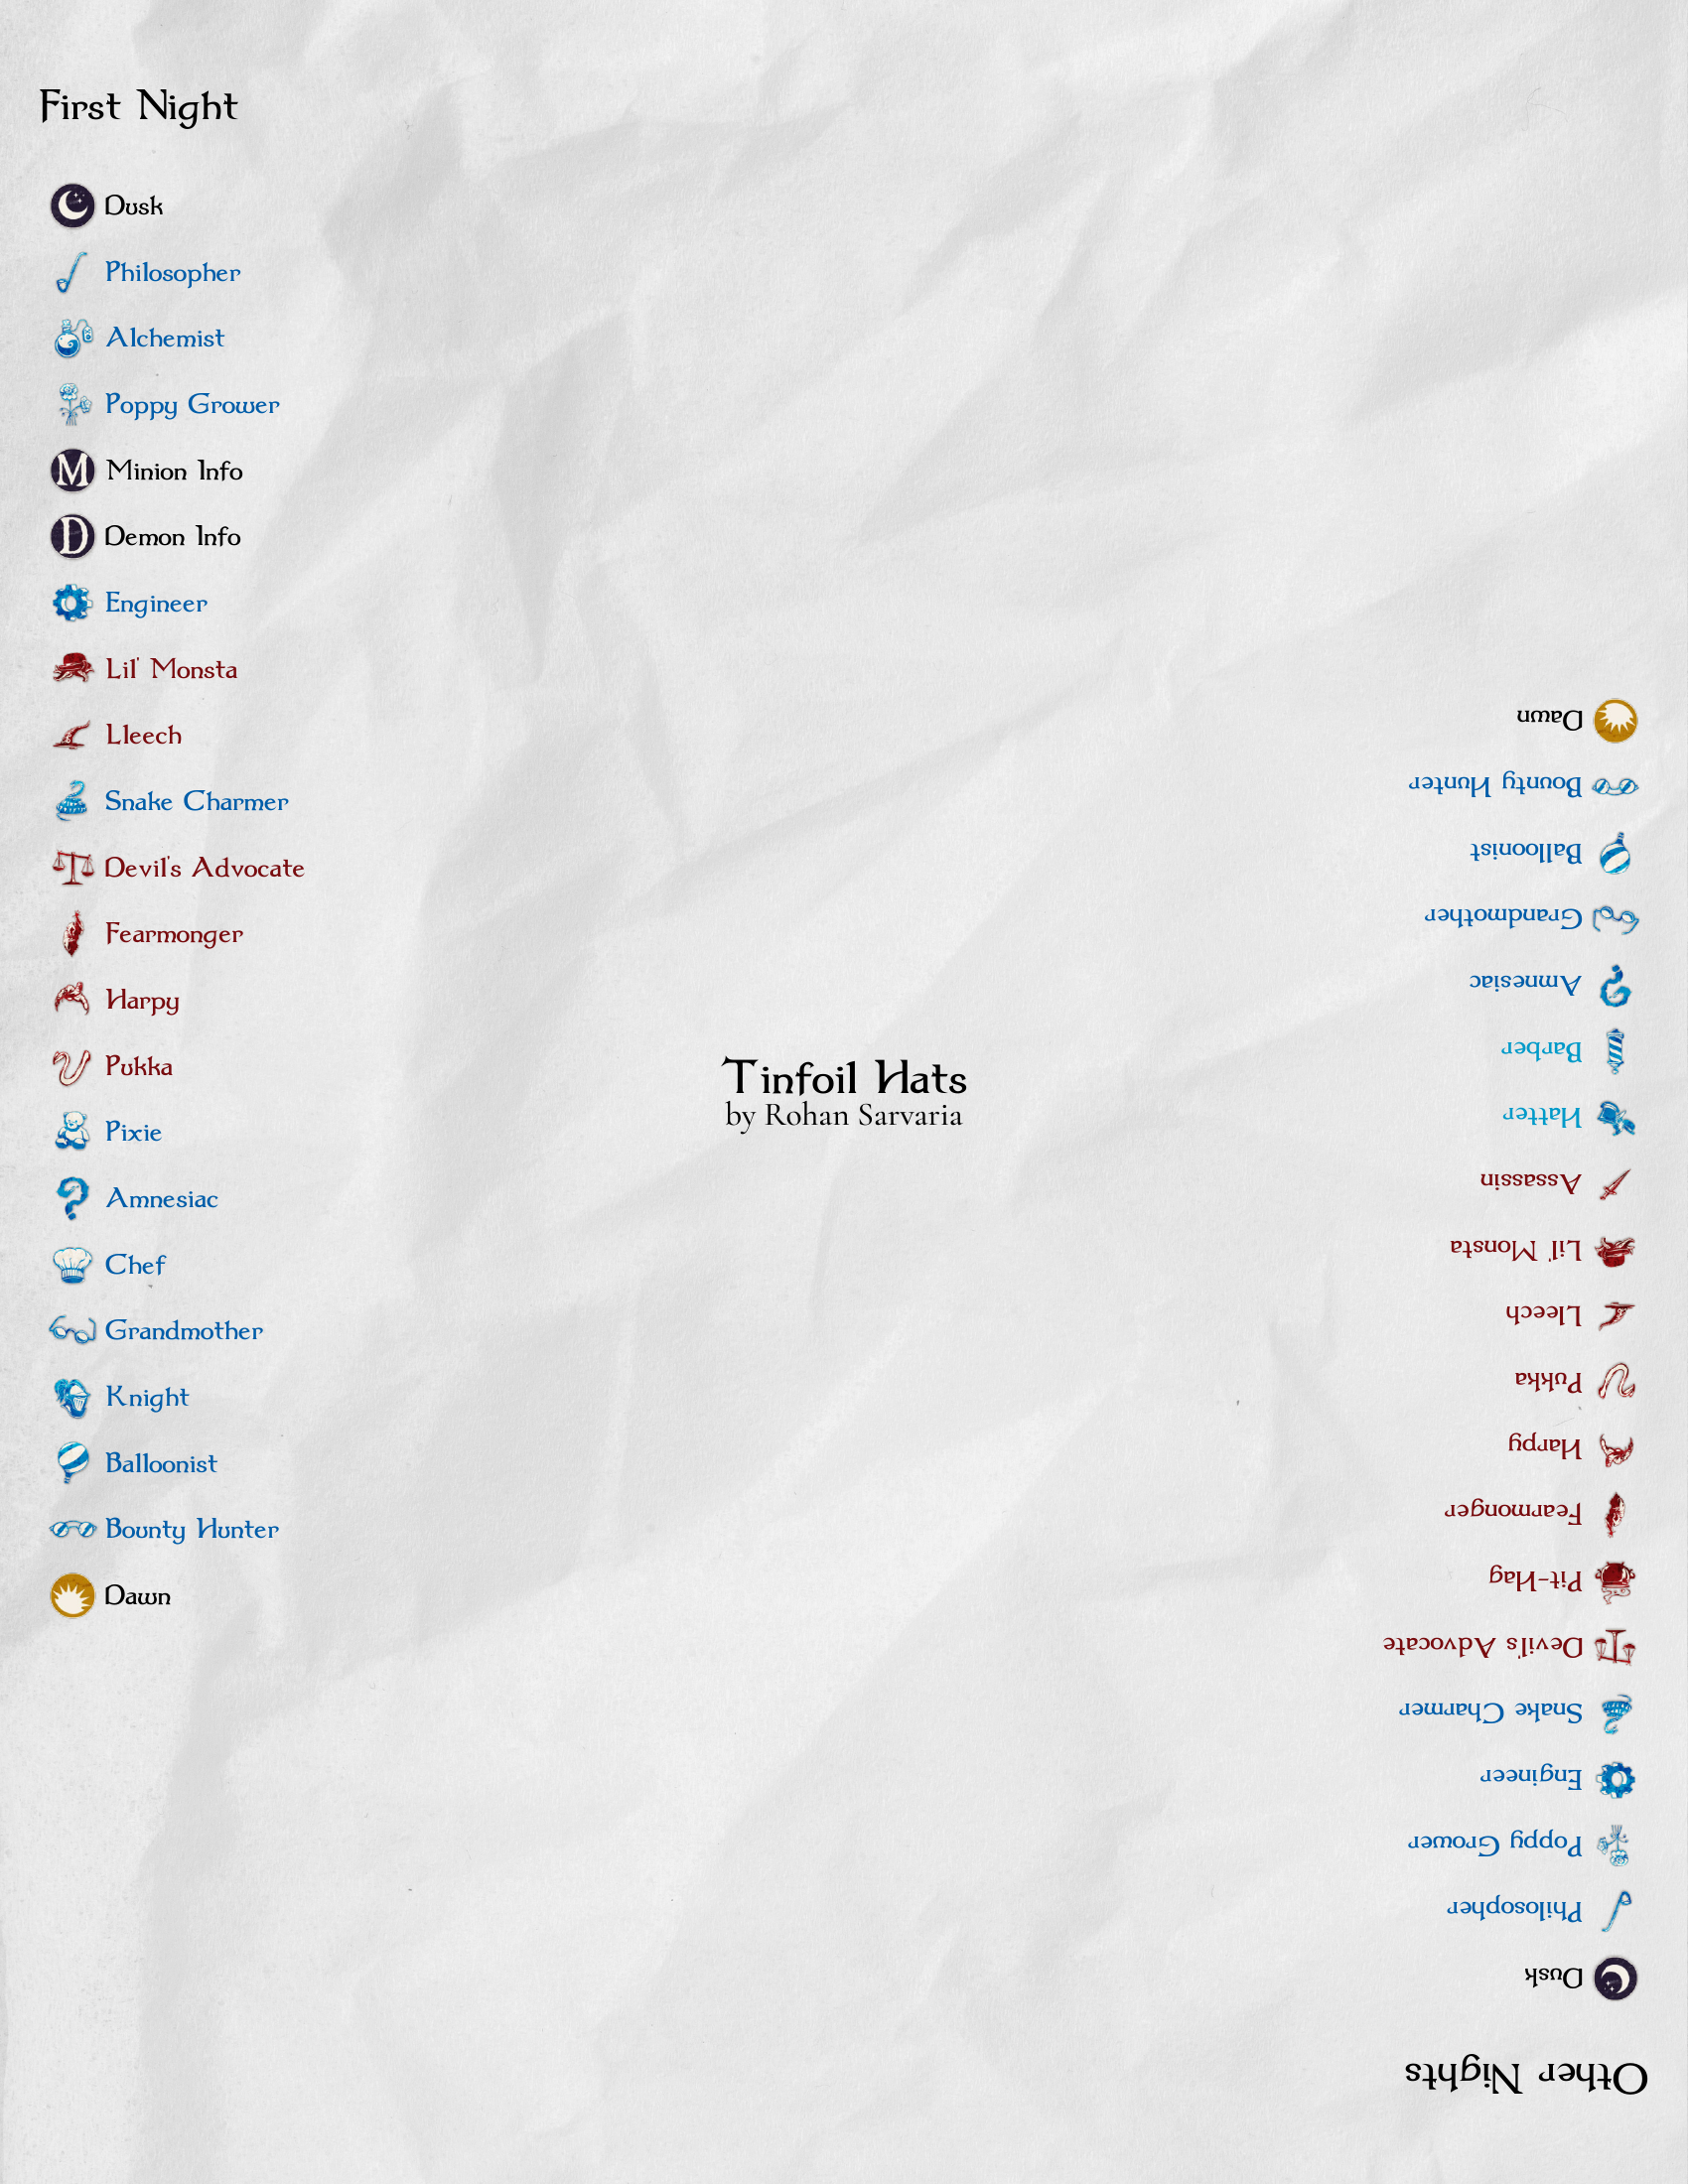 First Night
Dusk
Philosopher
Alchemist
Poppy Grower
M Minion Info
D Demon Info
Engineer
Lil' Monsta
Lleech
Snake Charmer
Devil's Advocate
Fearmonger
Harpy
Pukka
Pixie
Amnesiac
Chef
Grandmother
Knight
Balloonist
Bounty Hunter
Dawn
Tinfoil Hats
by Rohan Sarvaria
Other Nights
Dusk
Philosopher
Poppy Grower
Engineer
Snake Charmer
Devil's Advocate
Pit-Hag
Fearmonger
Harpy
Pukka
Lleech
Lil' Monsta
Assassin
Hatter
Barber
Amnesiac
Grandmother
Balloonist
Bounty Hunter
Dawn